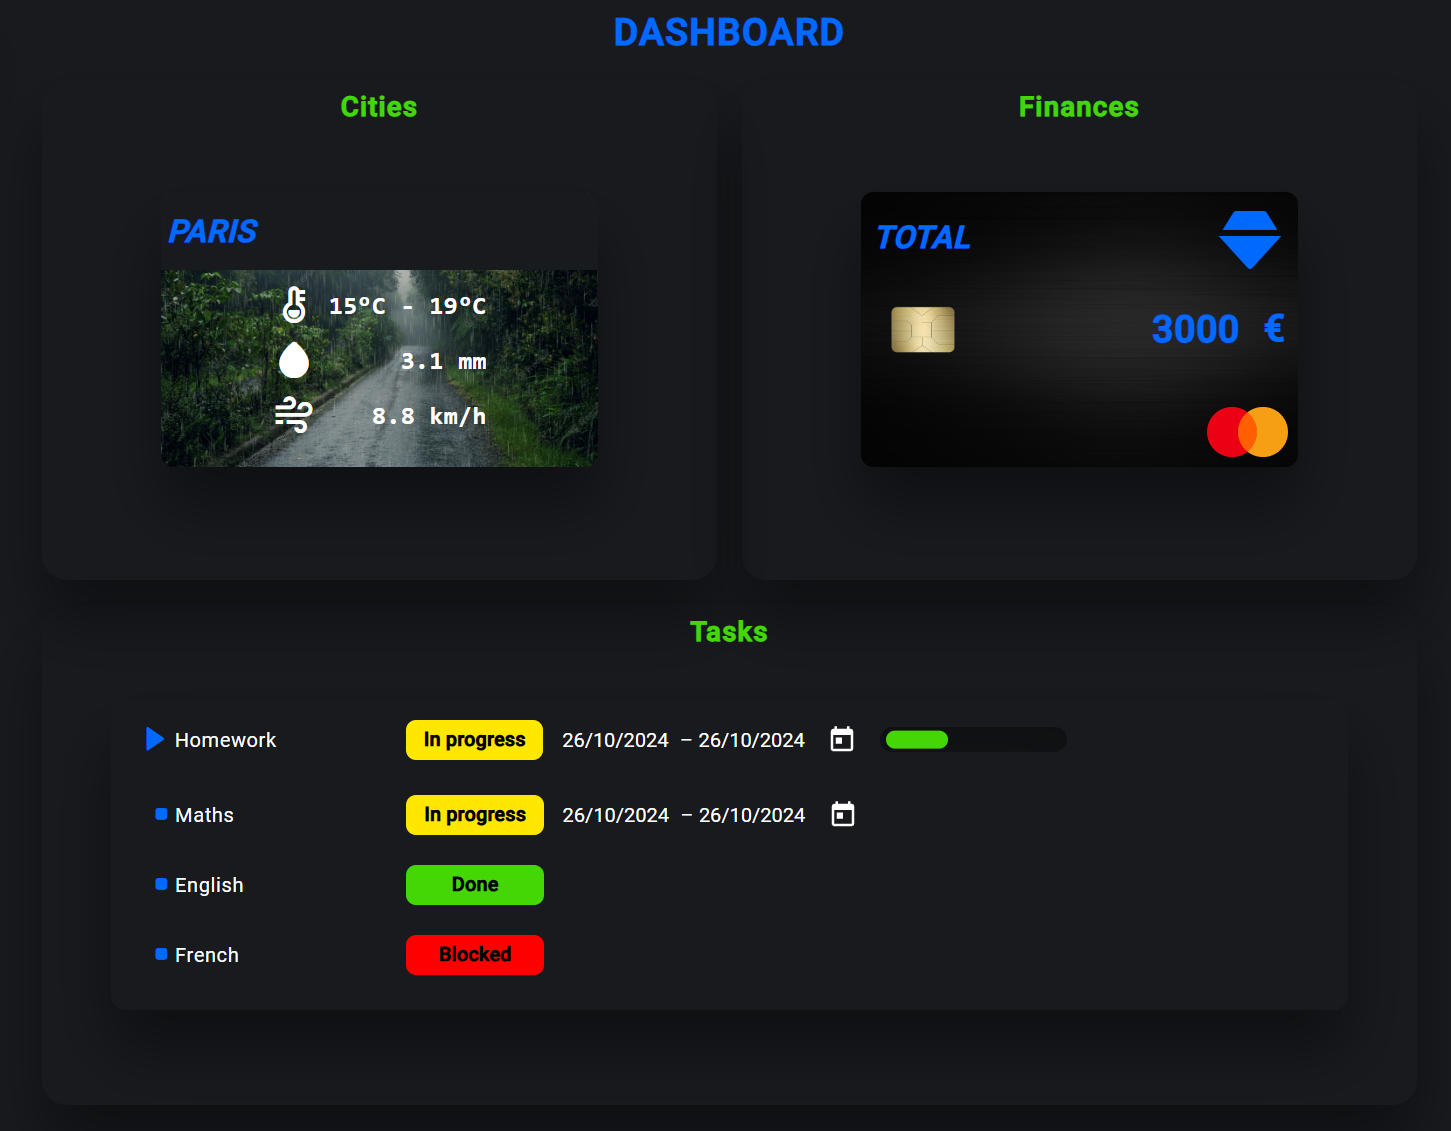 DASHBOARD
Cities
PARIS
15°C - 19°C
3.1 mm
8.8 km/h
Finances
TOTAL
3000 €
Tasks
Homework In progress 26/10/2024 – 26/10/2024
Maths In progress 26/10/2024 – 26/10/2024
English Done
French Blocked